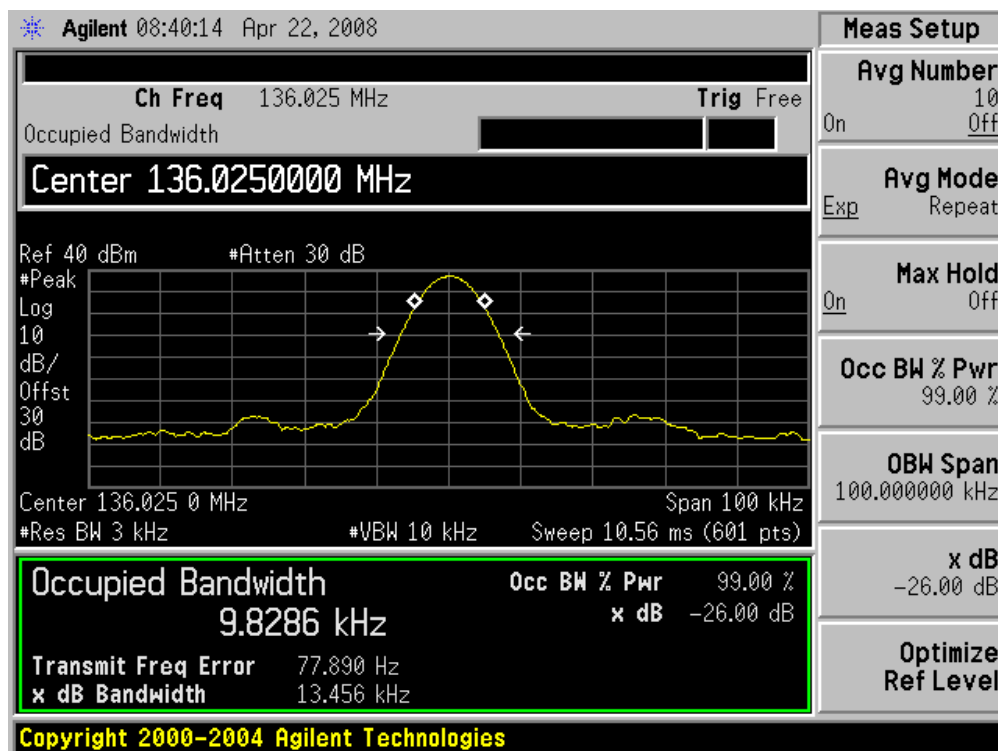 Agilent 08:40:14 Apr 22, 2008
Ch Freq 136.025 MHz Trig Free
Occupied Bandwidth
Center 136.0250000 MHz
Ref 40 dBm #Atten 30 dB
#Peak
Log
10
dB/
Offst
30
dB
Center 136.025 0 MHz Span 100 kHz
#Res BW 3 kHz #VBW 10 kHz Sweep 10.56 ms (601 pts)
Occupied Bandwidth Occ BW % Pwr 99.00 %
9.8286 kHz x dB -26.00 dB
Transmit Freq Error 77.890 Hz
x dB Bandwidth 13.456 kHz
Copyright 2000-2004 Agilent Technologies
Meas Setup
Avg Number
10
On Off
Avg Mode
Exp Repeat
Max Hold
On Off
Occ BW % Pwr
99.00 %
OBW Span
100.000000 kHz
x dB
-26.00 dB
Optimize
Ref Level